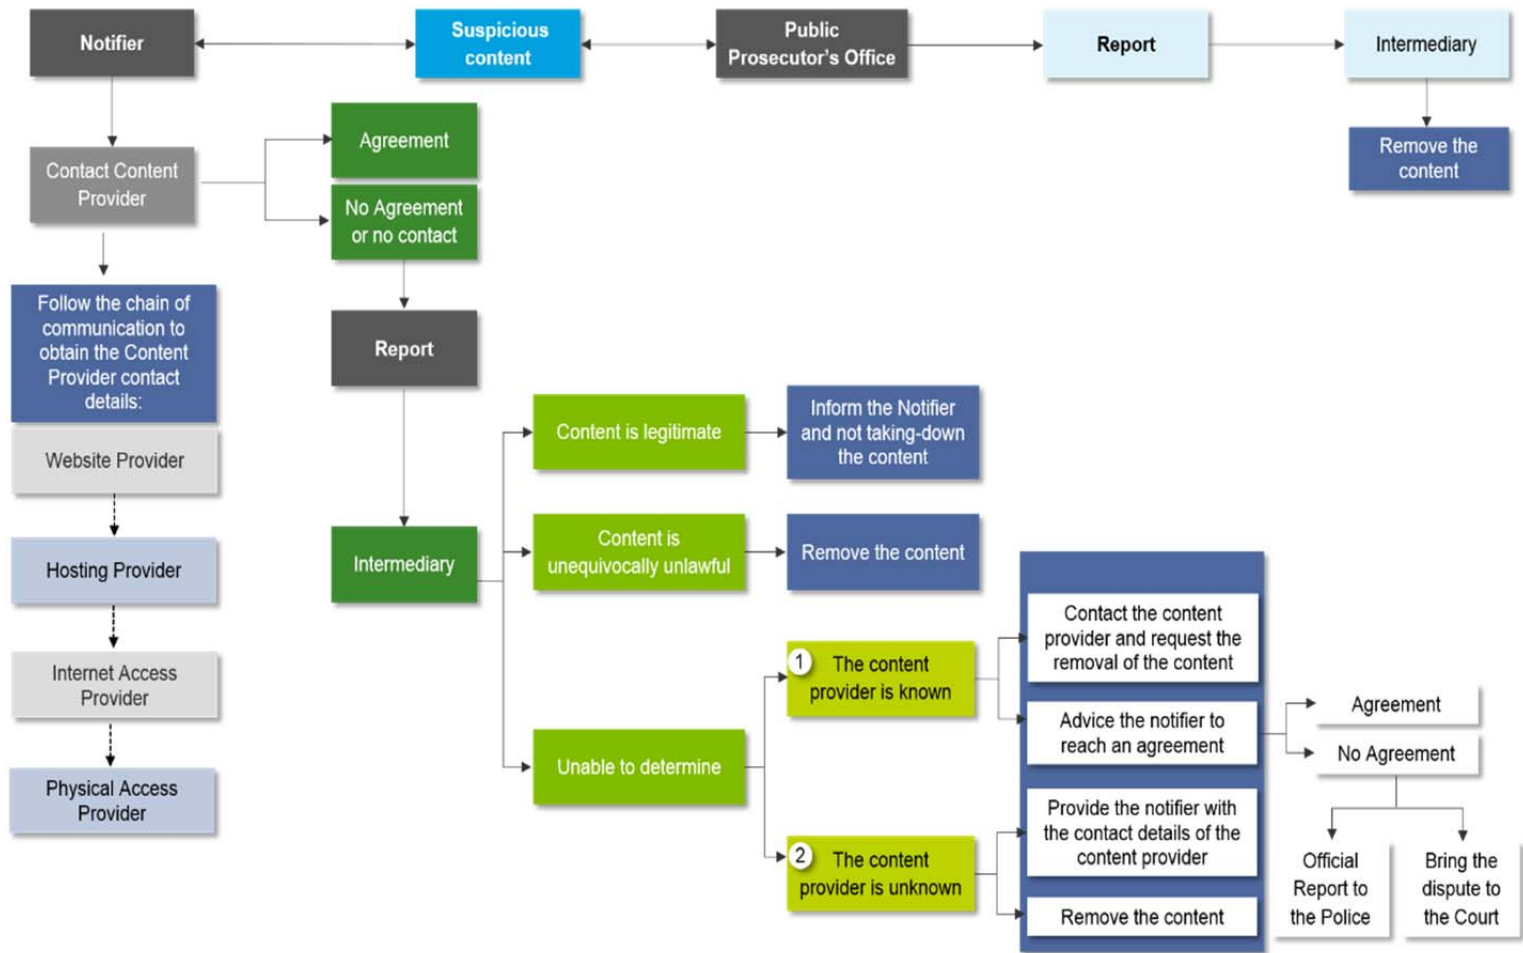 Notifier
Suspicious
content
Public
Prosecutor's Office
Report
Intermediary
Remove the
content
Contact Content
Provider
Agreement
No Agreement
or no contact
Follow the chain of
communication to
obtain the Content
Provider contact
details:
Website Provider
Hosting Provider
Internet Access
Provider
Physical Access
Provider
Report
Intermediary
Content is legitimate
Inform the Notifier
and not taking-down
the content
Content is
unequivocally unlawful
Remove the content
Unable to determine
1
The content
provider is known
Contact the content
provider and request the
removal of the content
Advice the notifier to
reach an agreement
2
The content
provider is unknown
Provide the notifier with
the contact details of the
content provider
Remove the content
Agreement
No Agreement
Official
Report to
the Police
Bring the
dispute to
the Court